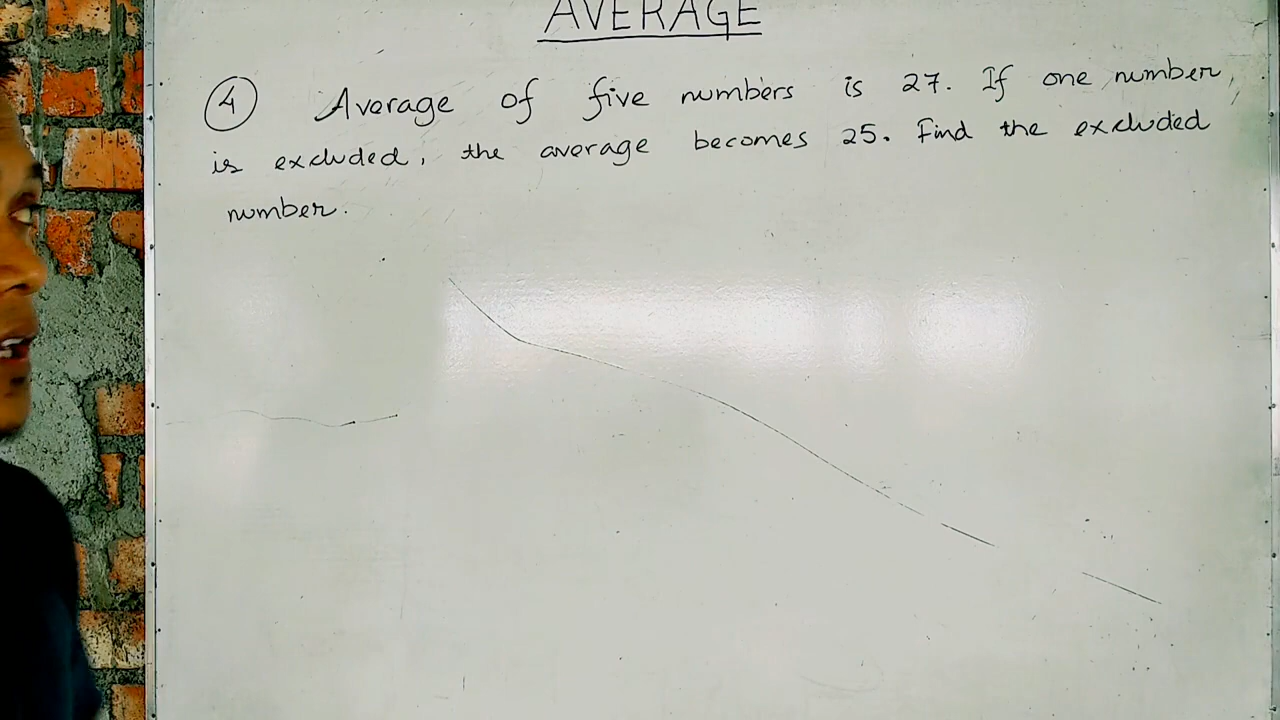 AVERAGE
④ Average of five numbers is 27. If one number
is excluded, the average becomes 25. Find the excluded
number.